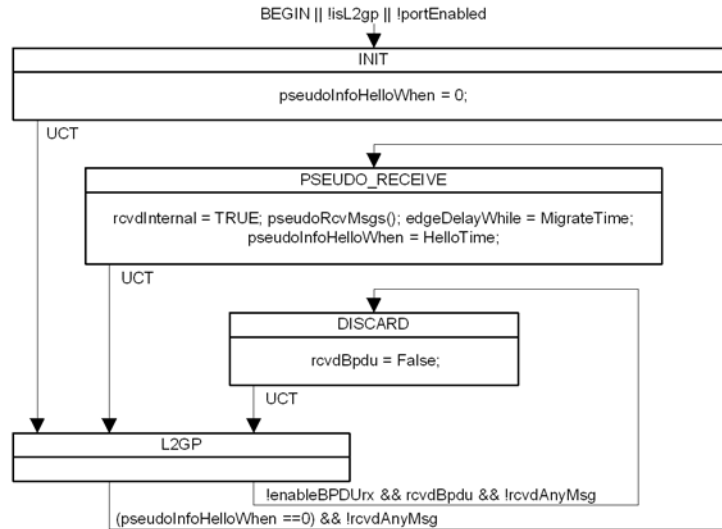 BEGIN || !isL2gp || !portEnabled
INIT
pseudoInfoHelloWhen = 0;
UCT
PSEUDO_RECEIVE
rcvdInternal = TRUE; pseudoRcvMsgs(); edgeDelayWhile = MigrateTime;
pseudoInfoHelloWhen = HelloTime;
UCT
DISCARD
rcvdBpdu = False;
UCT
L2GP
!enableBPDUrx && rcvdBpdu && !rcvdAnyMsg
(pseudoInfoHelloWhen ==0) && !rcvdAnyMsg